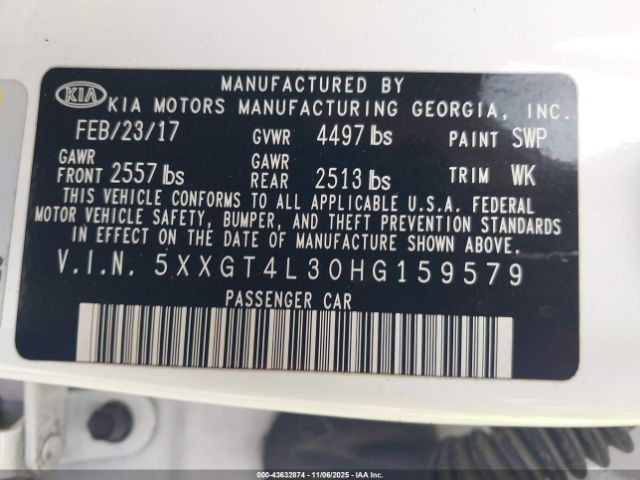 MANUFACTURED BY
KIA KIA MOTORS MANUFACTURING GEORGIA, INC.
FEB/23/17 GVWR 4497 lbs PAINT SWP
GAWR FRONT 2557 lbs GAWR REAR 2513 lbs TRIM WK
THIS VEHICLE CONFORMS TO ALL APPLICABLE U.S.A. FEDERAL
MOTOR VEHICLE SAFETY, BUMPER, AND THEFT PREVENTION STANDARDS
IN EFFECT ON THE DATE OF MANUFACTURE SHOWN ABOVE.
V.I.N. 5XXGT4L30HG159579
PASSENGER CAR
000-43632874 | 11/06/2025 - IAA Inc.